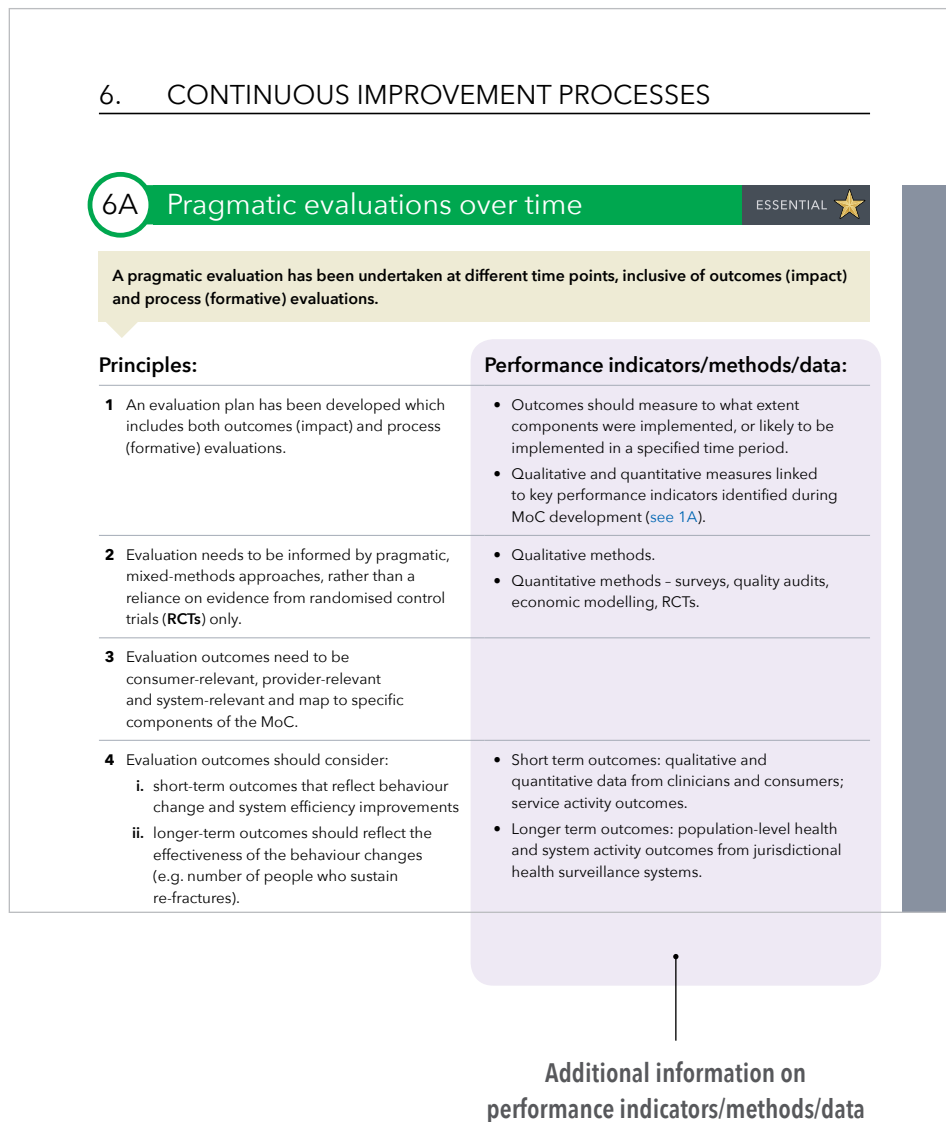 6. CONTINUOUS IMPROVEMENT PROCESSES
6A Pragmatic evaluations over time ESSENTIAL
A pragmatic evaluation has been undertaken at different time points, inclusive of outcomes (impact)
and process (formative) evaluations.
Principles:
Performance indicators/methods/data:
1 An evaluation plan has been developed which
includes both outcomes (impact) and process
(formative) evaluations.
• Outcomes should measure to what extent
components were implemented, or likely to be
implemented in a specified time period.
• Qualitative and quantitative measures linked
to key performance indicators identified during
MoC development (see 1A).
2 Evaluation needs to be informed by pragmatic,
mixed-methods approaches, rather than a
reliance on evidence from randomised control
trials (RCTs) only.
• Qualitative methods.
• Quantitative methods – surveys, quality audits,
economic modelling, RCTs.
3 Evaluation outcomes need to be
consumer-relevant, provider-relevant
and system-relevant and map to specific
components of the MoC.
4 Evaluation outcomes should consider:
i. short-term outcomes that reflect behaviour
change and system efficiency improvements
ii. longer-term outcomes should reflect the
effectiveness of the behaviour changes
(e.g. number of people who sustain
re-fractures).
• Short term outcomes: qualitative and
quantitative data from clinicians and consumers;
service activity outcomes.
• Longer term outcomes: population-level health
and system activity outcomes from jurisdictional
health surveillance systems.
Additional information on
performance indicators/methods/data